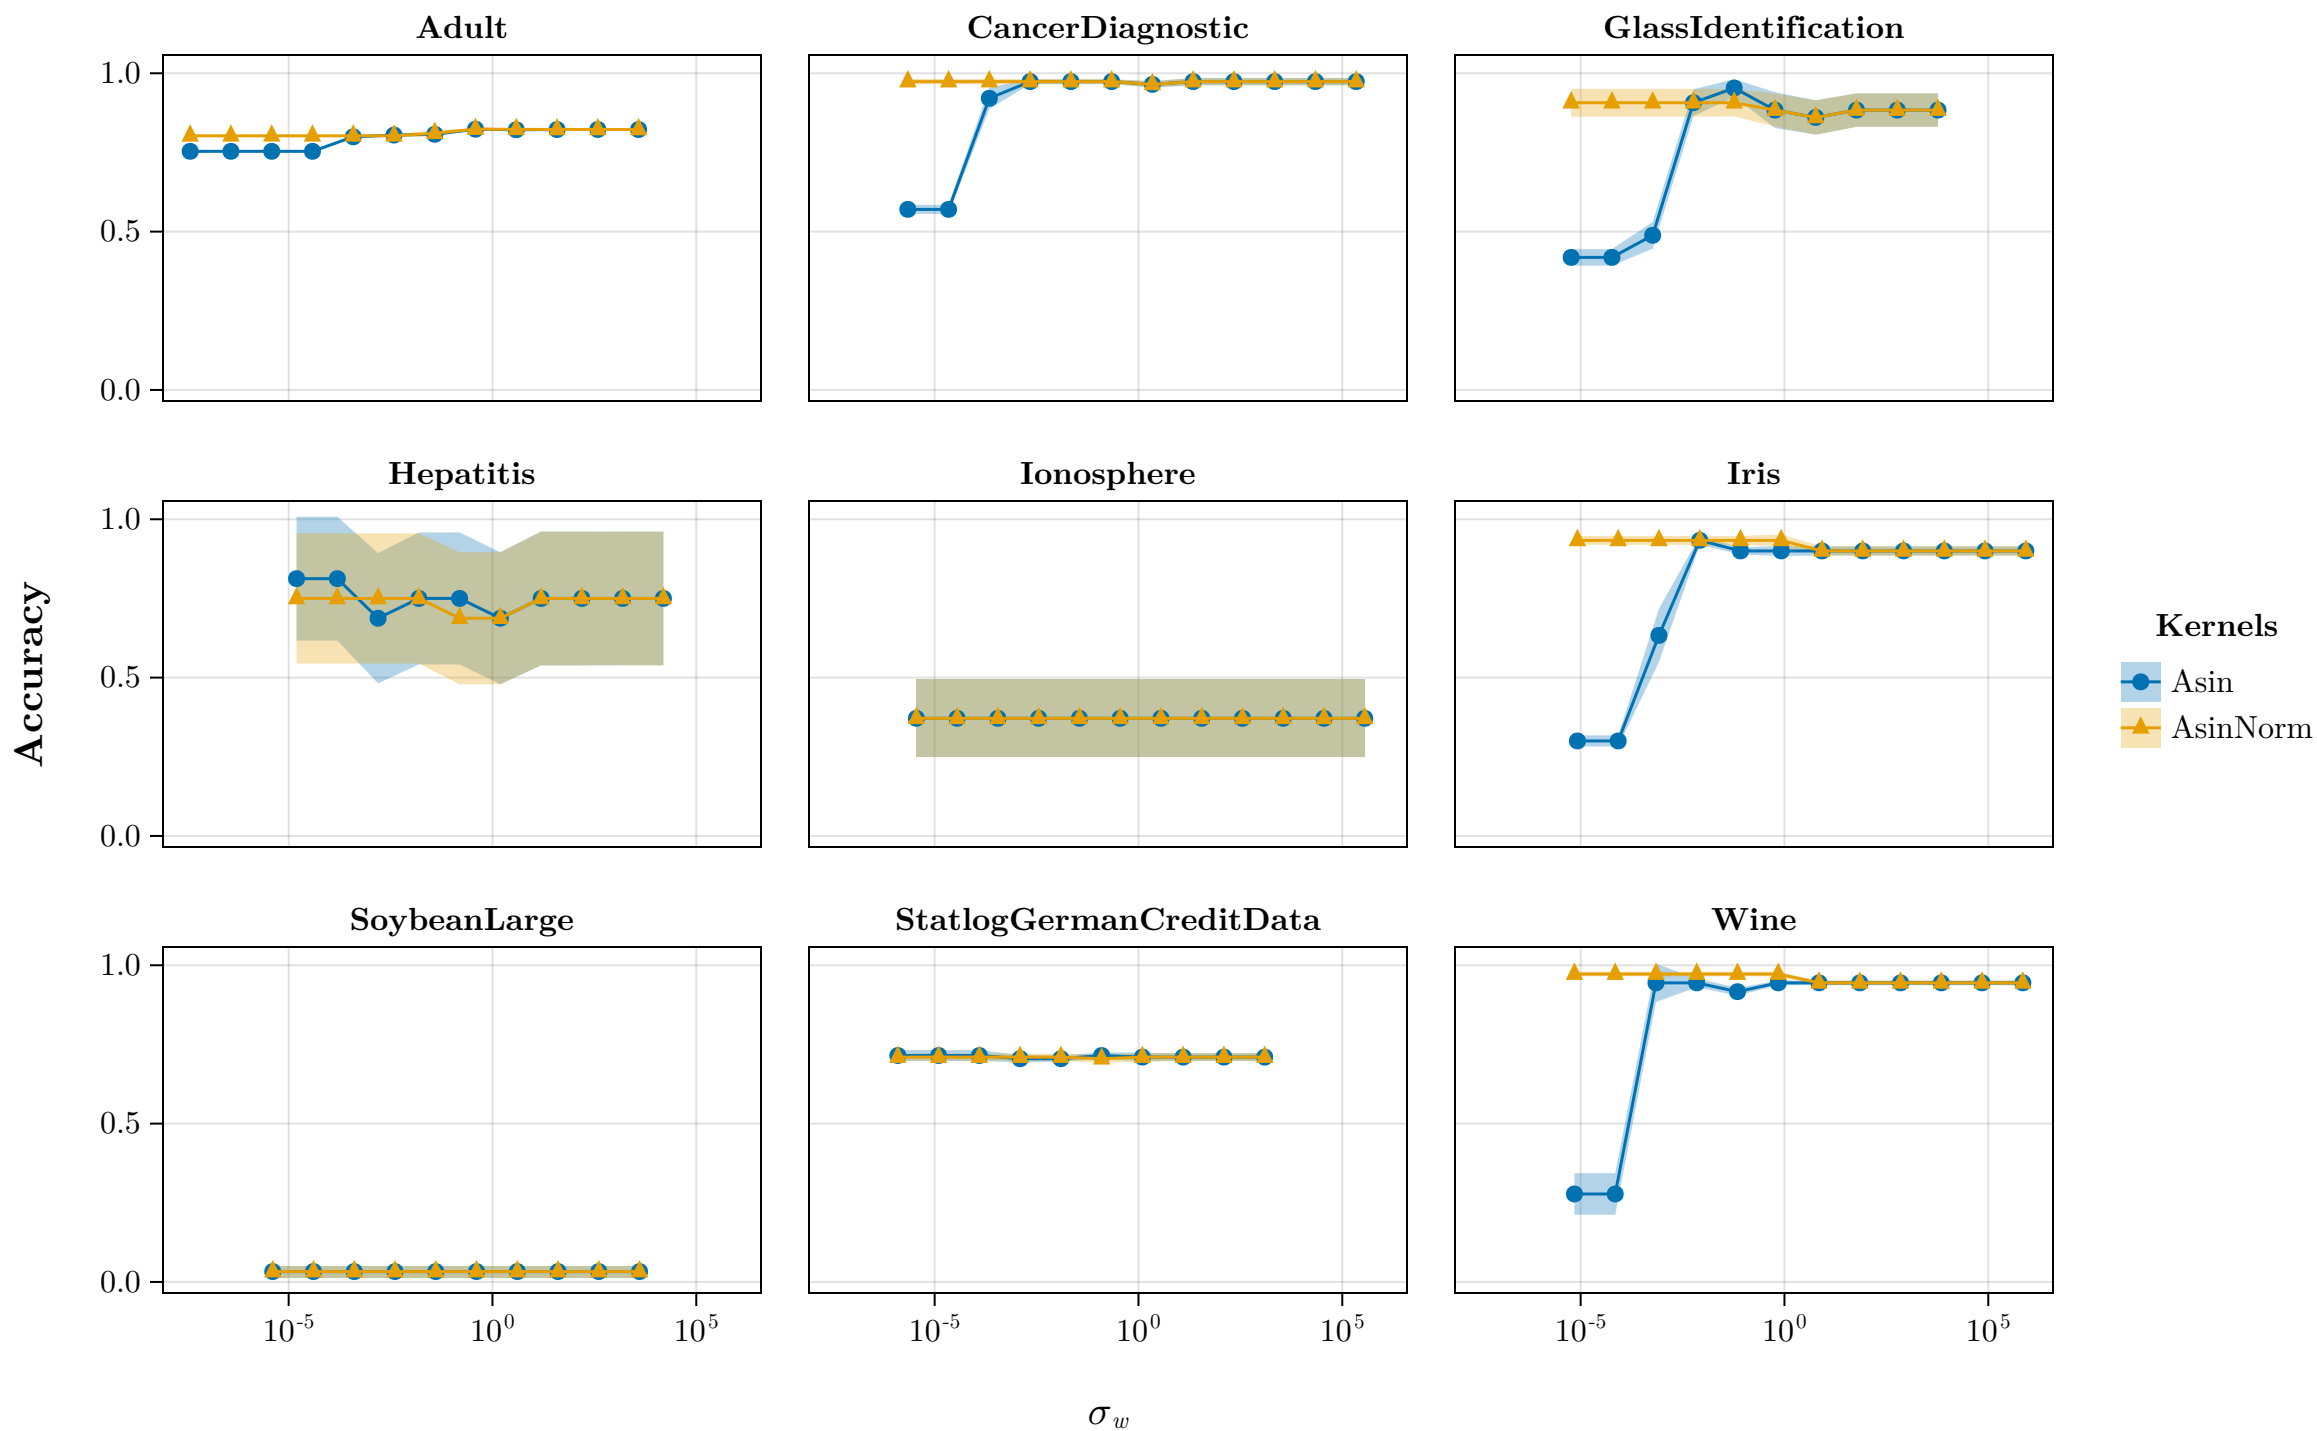 Adult
CancerDiagnostic
GlassIdentification
1.0
0.5
0.0
Hepatitis
Ionosphere
Iris
1.0
0.5
0.0
Accuracy
Kernels
Asin
AsinNorm
SoybeanLarge
StatlogGermanCreditData
Wine
1.0
0.5
0.0
10⁻⁵ 10⁰ 10⁵
10⁻⁵ 10⁰ 10⁵
10⁻⁵ 10⁰ 10⁵
σ_w